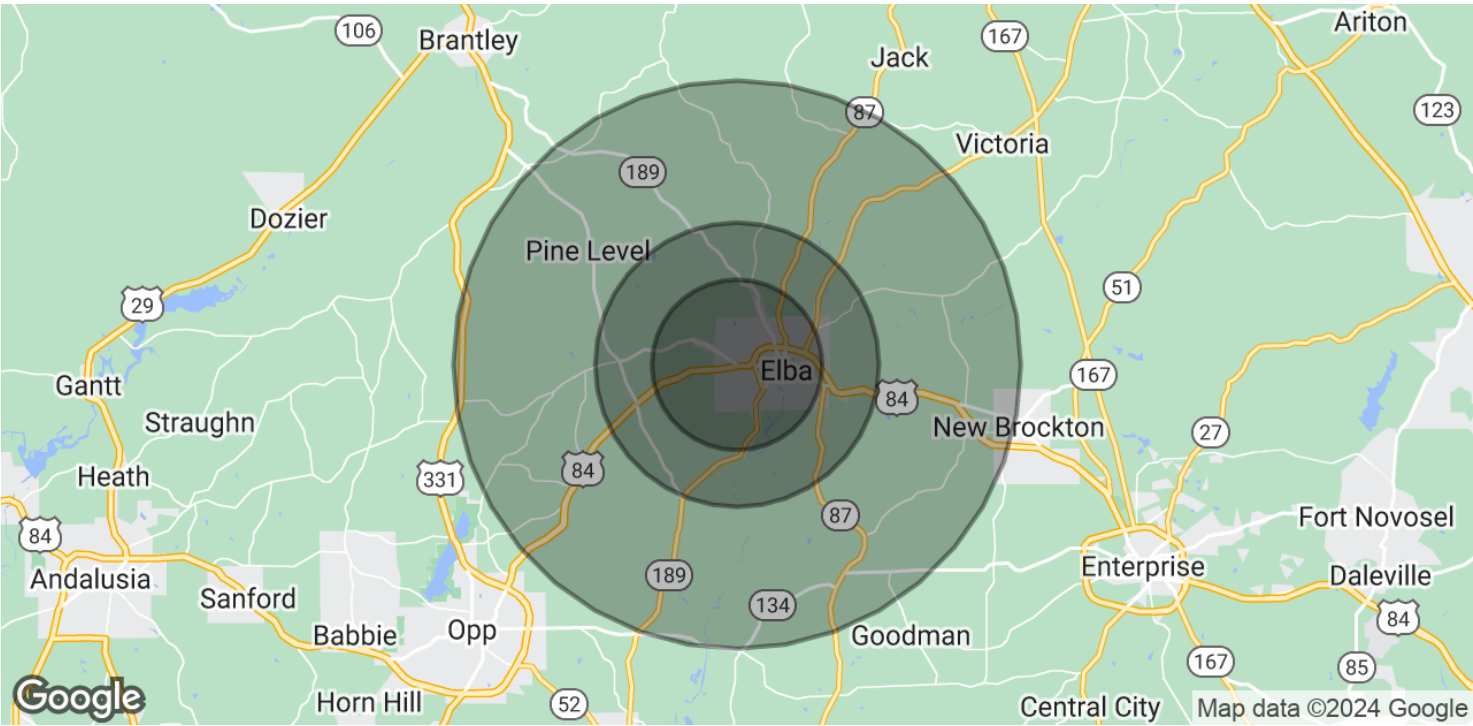 106
Brantley
167
Ariton
Jack
87
123
Victoria
189
Dozier
Pine Level
29
51
Elba
167
Gantt
84
Straughn
New Brockton
27
Heath
84
331
87
84
Fort Novosel
Andalusia
189
Enterprise
Daleville
Sanford
134
84
Babbie
Opp
Goodman
167
85
Google
Horn Hill
52
Central City
Map data ©2024 Google